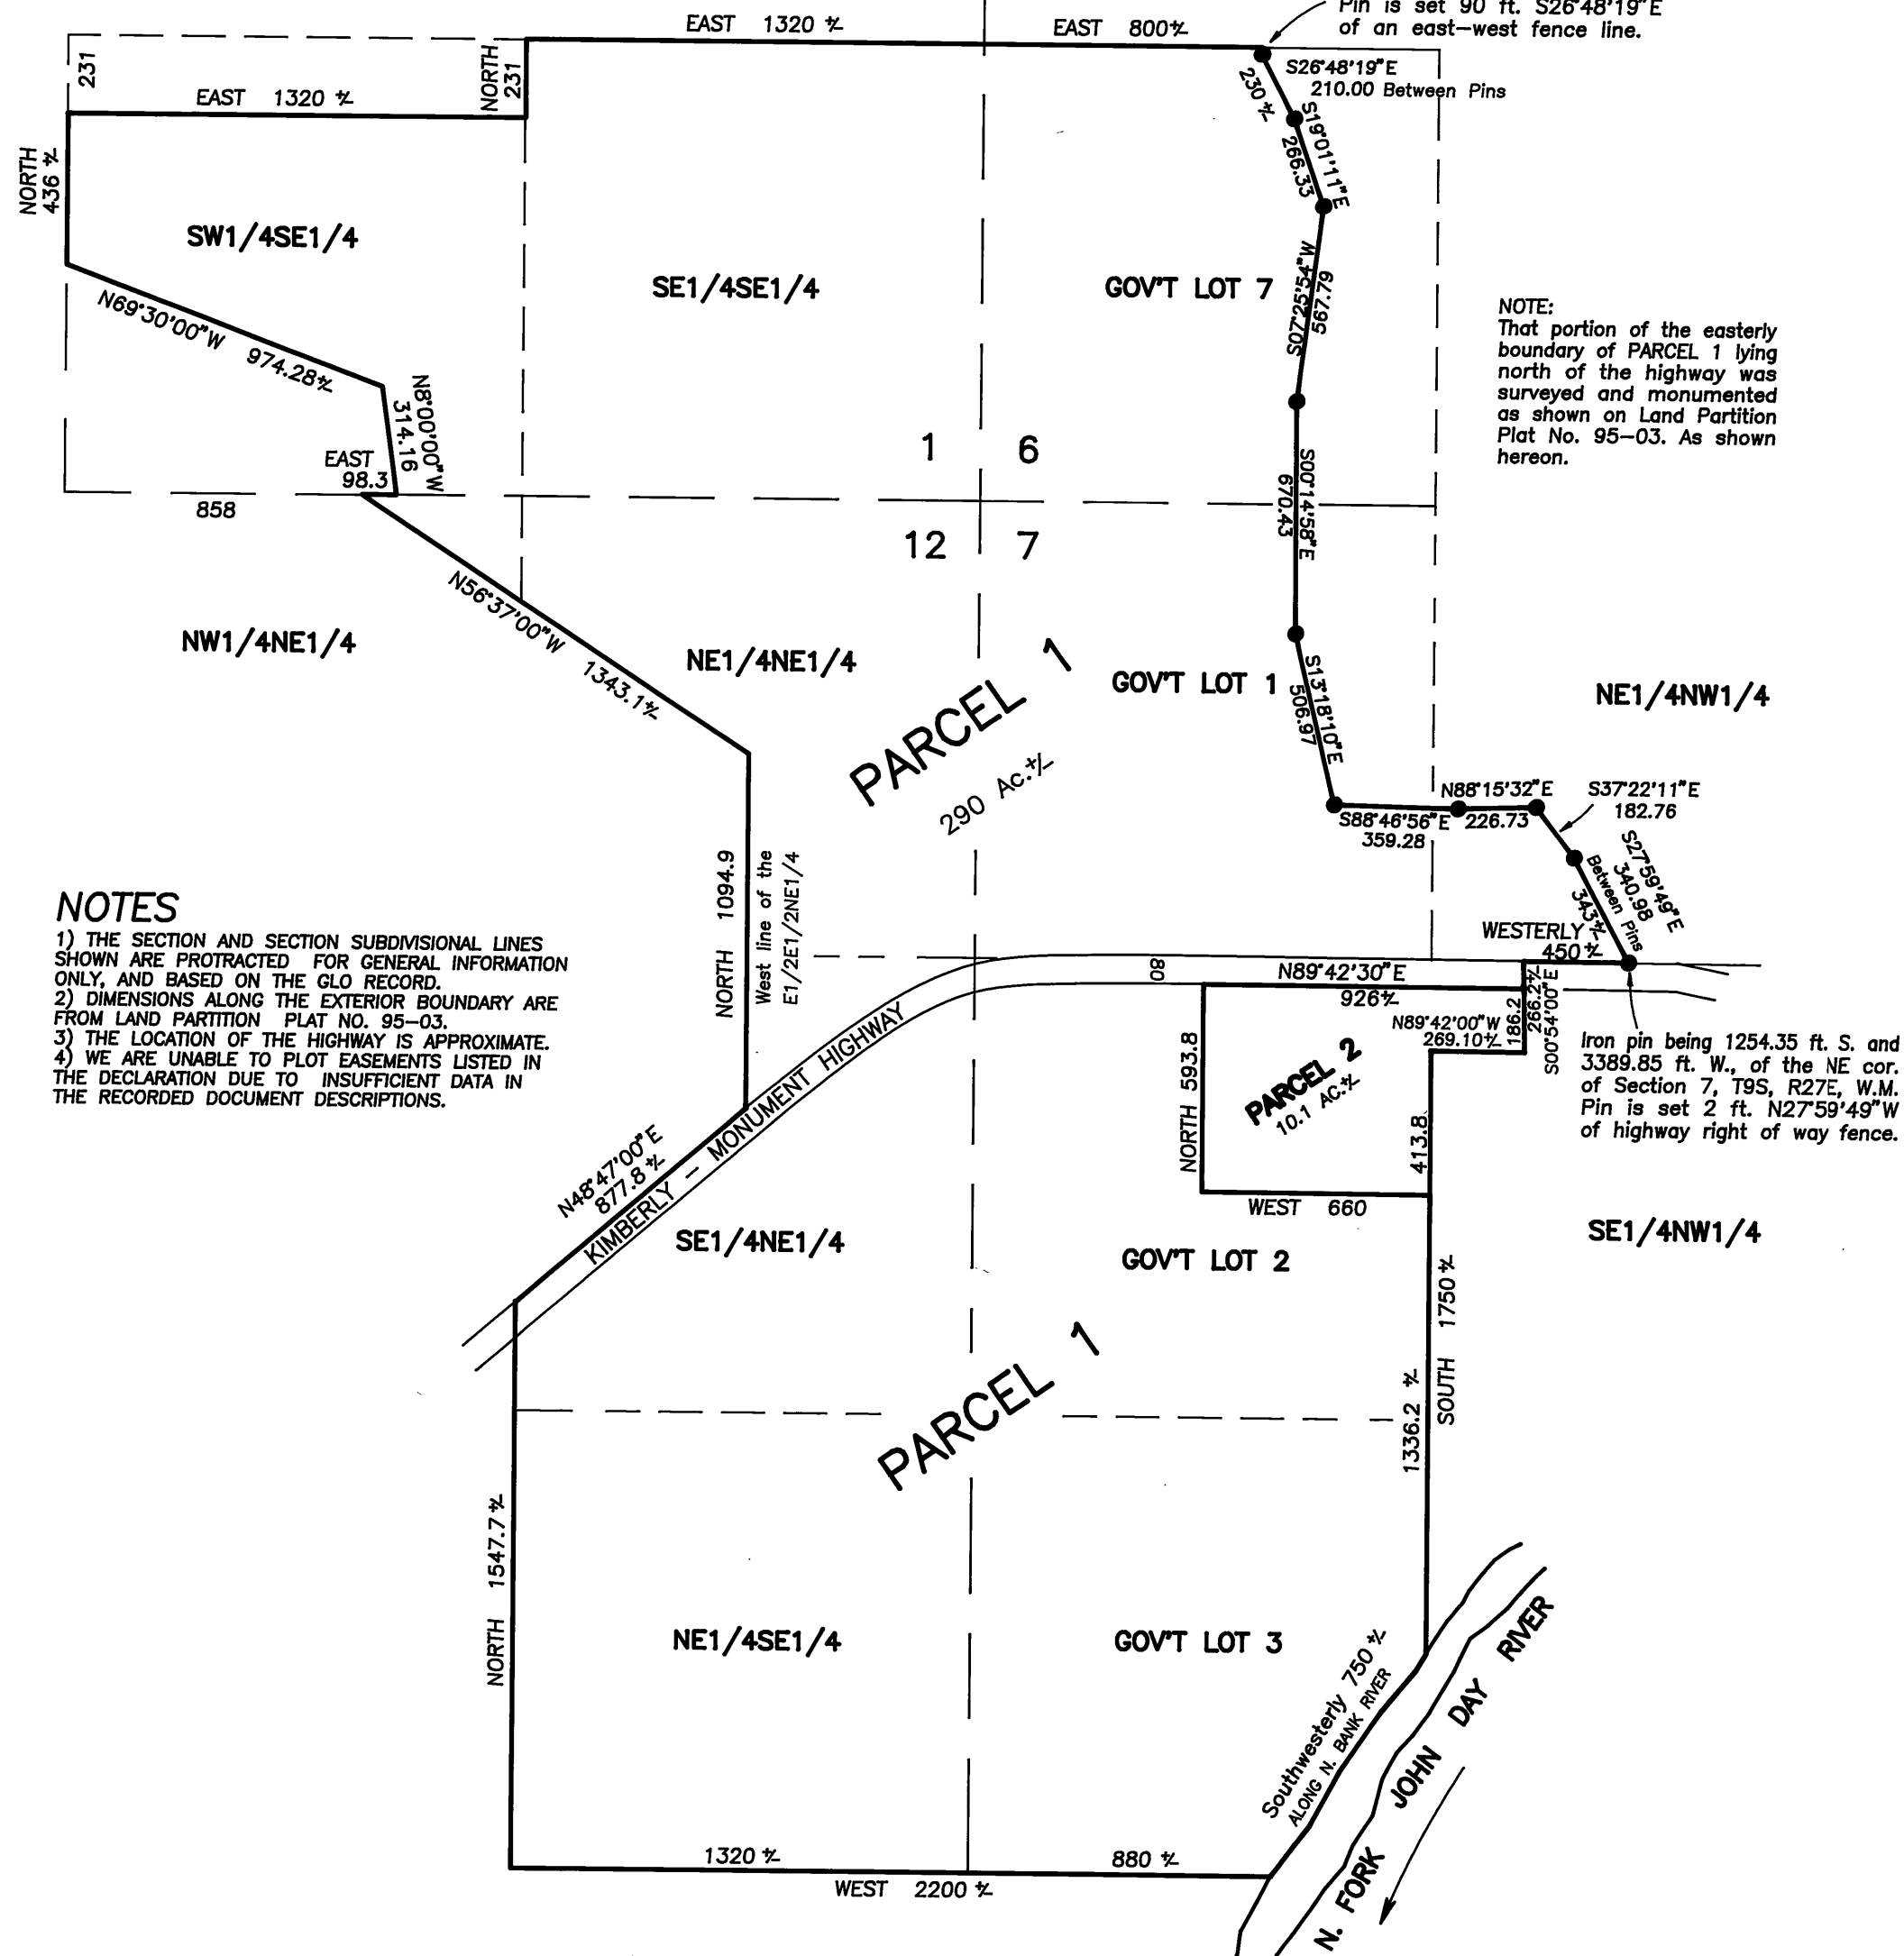 Pin is set 90 ft. S26°48'19"E
of an east-west fence line.
EAST 1320 +/-
EAST 800+/-
231
NORTH
231
EAST 1320 +/-
S26°48'19"E
210.00 Between Pins
230 +/-
S19°01'11"E
266.33
NORTH
436 +/-
SW1/4SE1/4
SE1/4SE1/4
GOV'T LOT 7
S07°25'54"W
567.79
N69°30'00"W 974.28+/-
NOTE:
That portion of the easterly
boundary of PARCEL 1 lying
north of the highway was
surveyed and monumented
as shown on Land Partition
Plat No. 95-03. As shown
hereon.
N8°00'00"W
314.16
EAST
98.3
858
1
6
12
7
S00°14'58"E
670.43
N56°37'00"W 1343.1+/-
NW1/4NE1/4
NE1/4NE1/4
GOV'T LOT 1
NE1/4NW1/4
S13°18'10"E
506.97
PARCEL 1
290 Ac.+/-
N88°15'32"E
226.73
S88°46'56"E
359.28
S37°22'11"E
182.76
S27°59'49"E
340.98
Between Pins
343+/-
NORTH 1094.9
West line of the
E1/2E1/2NE1/4
NOTES
1) THE SECTION AND SECTION SUBDIVISIONAL LINES
SHOWN ARE PROTRACTED FOR GENERAL INFORMATION
ONLY, AND BASED ON THE GLO RECORD.
2) DIMENSIONS ALONG THE EXTERIOR BOUNDARY ARE
FROM LAND PARTITION PLAT NO. 95-03.
3) THE LOCATION OF THE HIGHWAY IS APPROXIMATE.
4) WE ARE UNABLE TO PLOT EASEMENTS LISTED IN
THE DECLARATION DUE TO INSUFFICIENT DATA IN
THE RECORDED DOCUMENT DESCRIPTIONS.
WESTERLY
450+/-
80
N89°42'30"E
926+/-
N89°42'00"W
269.10+/-
186.2
266.2+/-
S00°54'00"E
Iron pin being 1254.35 ft. S. and
3389.85 ft. W., of the NE cor.
of Section 7, T9S, R27E, W.M.
Pin is set 2 ft. N27°59'49"W
of highway right of way fence.
NORTH 593.8
PARCEL 2
10.1 AC.+/-
413.8
WEST 660
KIMBERLY - MONUMENT HIGHWAY
N48°47'00"E
877.8 +/-
SE1/4NE1/4
GOV'T LOT 2
SE1/4NW1/4
SOUTH 1750 +/-
1336.2 +/-
PARCEL 1
NORTH 1547.7 +/-
NE1/4SE1/4
GOV'T LOT 3
Southwesterly 750 +/-
ALONG N. BANK RIVER
N. FORK JOHN DAY RIVER
1320 +/-
880 +/-
WEST 2200 +/-